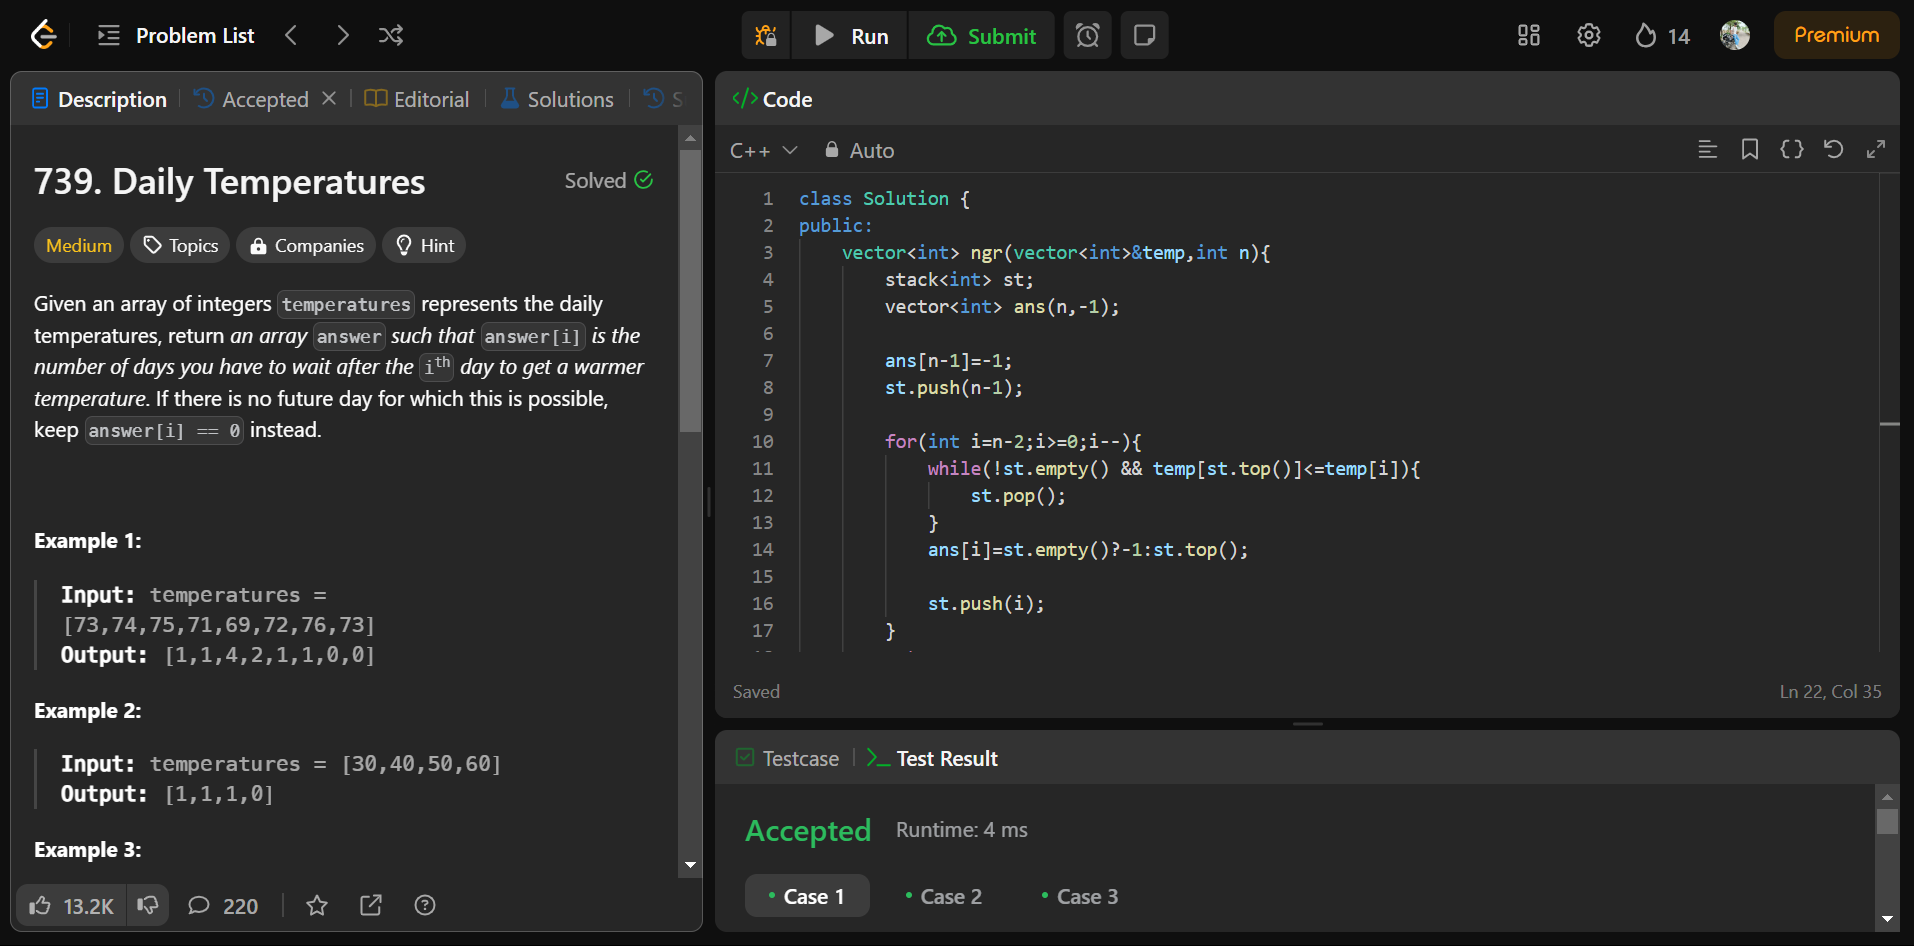 Problem List
Run
Submit
14
Premium
Description
Accepted
Editorial
Solutions
S
739. Daily Temperatures
Solved
Medium
Topics
Companies
Hint
Given an array of integers temperatures represents the daily
temperatures, return an array answer such that answer[i] is the
number of days you have to wait after the ith day to get a warmer
temperature. If there is no future day for which this is possible,
keep answer[i] == 0 instead.
Example 1:
Input: temperatures =
[73,74,75,71,69,72,76,73]
Output: [1,1,4,2,1,1,0,0]
Example 2:
Input: temperatures = [30,40,50,60]
Output: [1,1,1,0]
Example 3:
13.2K
220
</> Code
C++
Auto
1 class Solution {
2 public:
3 vector<int> ngr(vector<int>&temp,int n){
4 stack<int> st;
5 vector<int> ans(n,-1);
6
7 ans[n-1]=-1;
8 st.push(n-1);
9
10 for(int i=n-2;i>=0;i--){
11 while(!st.empty() && temp[st.top()]<=temp[i]){
12 st.pop();
13 }
14 ans[i]=st.empty()?-1:st.top();
15
16 st.push(i);
17 }
Saved
Ln 22, Col 35
Testcase
Test Result
Accepted
Runtime: 4 ms
Case 1
Case 2
Case 3